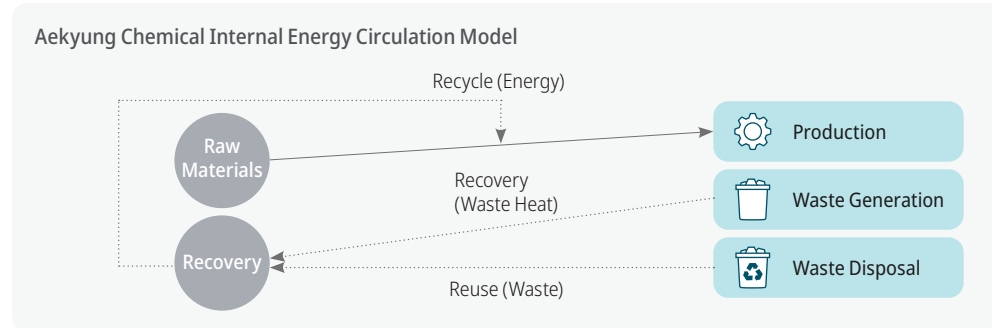 Aekyung Chemical Internal Energy Circulation Model
Recycle (Energy)
Raw
Materials
Production
Recovery
(Waste Heat)
Waste Generation
Recovery
Waste Disposal
Reuse (Waste)